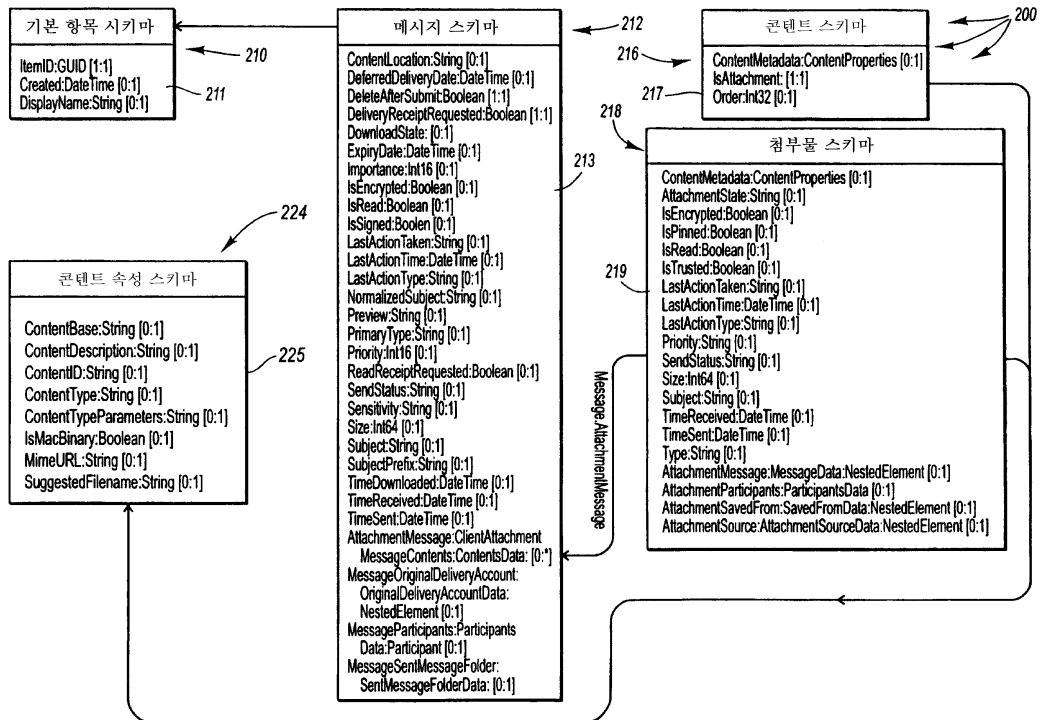 기본 항목 시키마
210
ItemID:GUID [1:1]
Created:DateTime [0:1]
DisplayName:String [0:1]
211
메시지 스키마
212
ContentLocation:String [0:1]
DeferredDeliveryDate:DateTime [0:1]
DeleteAfterSubmit:Boolean [1:1]
DeliveryReceiptRequested:Boolean [1:1]
DownloadState: [0:1]
ExpiryDate:DateTime [0:1]
Importance:Int16 [0:1]
IsEncrypted:Boolean [0:1]
IsRead:Boolean [0:1]
IsSigned:Boolen [0:1]
LastActionTaken:String [0:1]
LastActionTime:DateTime [0:1]
LastActionType:String [0:1]
NormalizedSubject:String [0:1]
Preview:String [0:1]
PrimaryType:String [0:1]
Priority:Int16 [0:1]
ReadReceiptRequested:Boolean [0:1]
SendStatus:String [0:1]
Sensitivity:String [0:1]
Size:Int64 [0:1]
Subject:String [0:1]
SubjectPrefix:String [0:1]
TimeDownloaded:DateTime [0:1]
TimeReceived:DateTime [0:1]
TimeSent:DateTime [0:1]
AttachmentMessage:ClientAttachment
MessageContents:ContentsData: [0:*]
MessageOriginalDeliveryAccount:
OriginalDeliveryAccountData:
NestedElement [0:1]
MessageParticipants:Participants
Data:Participant [0:1]
MessageSentMessageFolder:
SentMessageFolderData: [0:1]
213
콘텐트 스키마
200
216
ContentMetadata:ContentProperties [0:1]
IsAttachment: [1:1]
Order:Int32 [0:1]
217
218
첨부물 스키마
ContentMetadata:ContentProperties [0:1]
AttachmentState:String [0:1]
IsEncrypted:Boolean [0:1]
IsPinned:Boolean [0:1]
IsRead:Boolean [0:1]
IsTrusted:Boolean [0:1]
LastActionTaken:String [0:1]
LastActionTime:DateTime [0:1]
LastActionType:String [0:1]
Priority:String [0:1]
SendStatus:String [0:1]
Size:Int64 [0:1]
Subject:String [0:1]
TimeReceived:DateTime [0:1]
TimeSent:DateTime [0:1]
Type:String [0:1]
AttachmentMessage:MessageData:NestedElement [0:1]
AttachmentParticipants:ParticipantsData [0:1]
AttachmentSavedFrom:SavedFromData:NestedElement [0:1]
AttachmentSource:AttachmentSourceData:NestedElement [0:1]
219
Message.AttachmentMessage
224
콘텐트 속성 스키마
ContentBase:String [0:1]
ContentDescription:String [0:1]
ContentID:String [0:1]
ContentType:String [0:1]
ContentTypeParameters:String [0:1]
IsMacBinary:Boolean [0:1]
MimeURL:String [0:1]
SuggestedFilename:String [0:1]
225